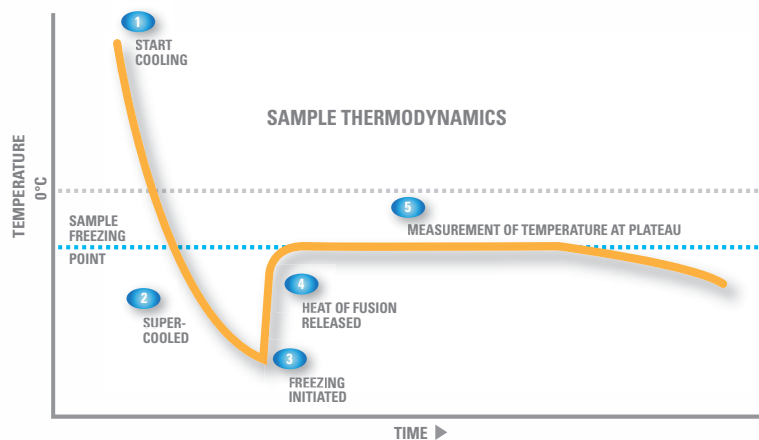 1
START
COOLING
SAMPLE THERMODYNAMICS
TEMPERATURE
0°C
5
MEASUREMENT OF TEMPERATURE AT PLATEAU
SAMPLE
FREEZING
POINT
2
SUPER-
COOLED
4
HEAT OF FUSION
RELEASED
3
FREEZING
INITIATED
TIME ▶